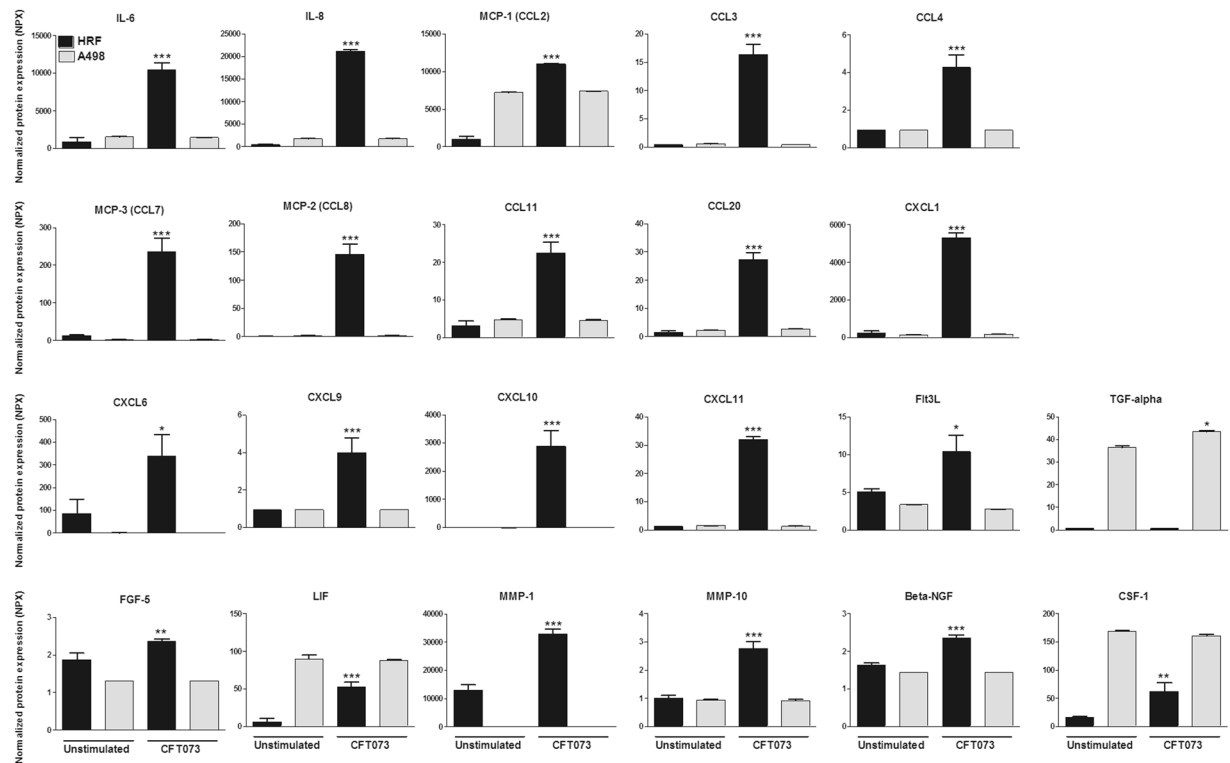 IL-6 IL-8 MCP-1 (CCL2) CCL3 CCL4
Normalized protein expression (NPX)
HRF
A498
15000 10000 5000 0
***
25000 20000 15000 10000 5000 0
***
15000 10000 5000 0
***
20 15 10 5 0
***
6 4 2 0
***
MCP-3 (CCL7) MCP-2 (CCL8) CCL11 CCL20 CXCL1
Normalized protein expression (NPX)
300 200 100 0
***
200 150 100 50 0
***
30 20 10 0
***
40 30 20 10 0
***
6000 4000 2000 0
***
CXCL6 CXCL9 CXCL10 CXCL11 Flt3L TGF-alpha
Normalized protein expression (NPX)
500 400 300 200 100 0
*
6 4 2 0
***
4000 3000 2000 1000 0
***
40 30 20 10 0
***
15 10 5 0
*
50 40 30 20 10 0
*
FGF-5 LIF MMP-1 MMP-10 Beta-NGF CSF-1
Normalized protein expression (NPX)
3 2 1 0
**
150 100 50 0
***
40000 30000 20000 10000 0
***
4 3 2 1 0
***
3 2 1 0
***
200 150 100 50 0
**
Unstimulated CFT073 Unstimulated CFT073 Unstimulated CFT073 Unstimulated CFT073 Unstimulated CFT073 Unstimulated CFT073